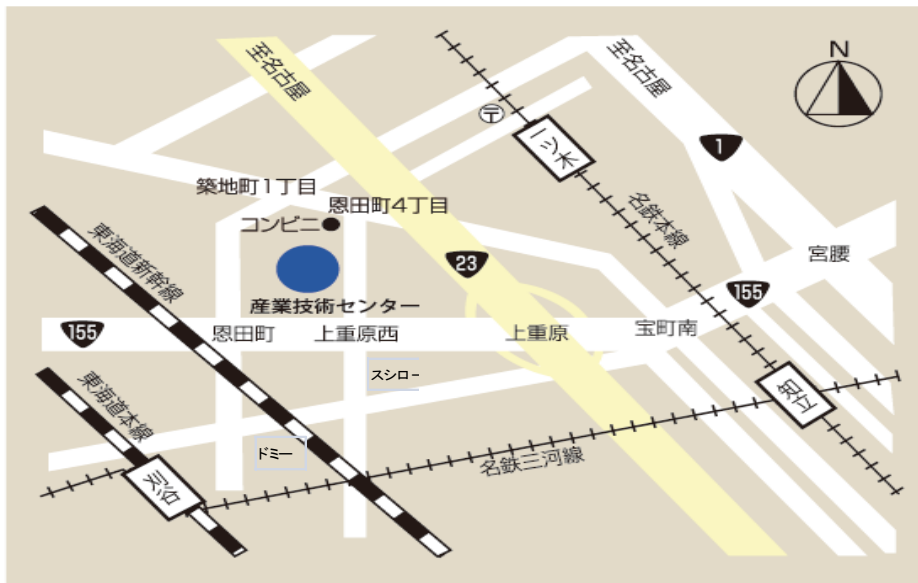 至名古屋
至名古屋
N
〒
一ツ木
1
築地町1丁目
恩田町4丁目
コンビニ
名鉄本線
東海道新幹線
23
宮腰
産業技術センター
155
155
恩田町
上重原西
上重原
宝町南
スシロー
東海道本線
知立
ドミー
名鉄三河線
刈谷